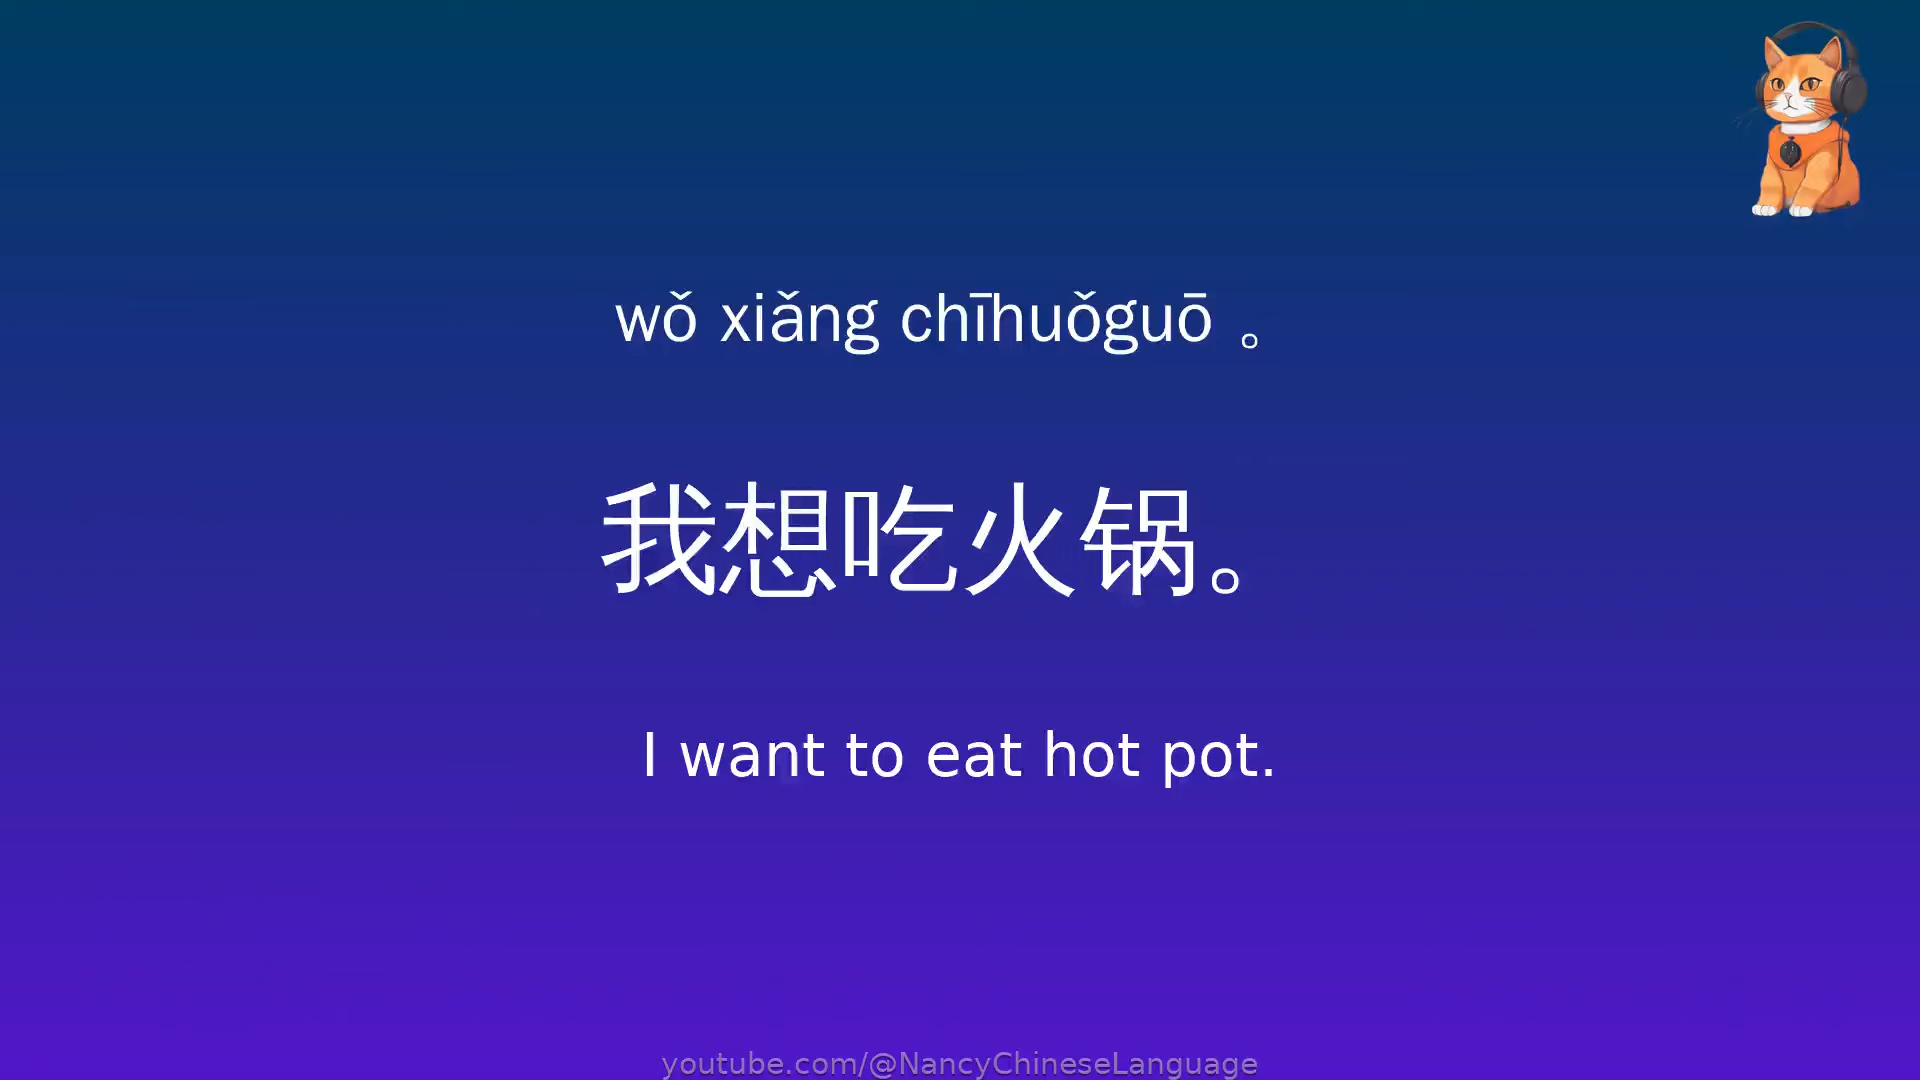 wǒ xiǎng chīhuǒguō 。
我想吃火锅。
I want to eat hot pot.
youtube.com/@NancyChineseLanguage